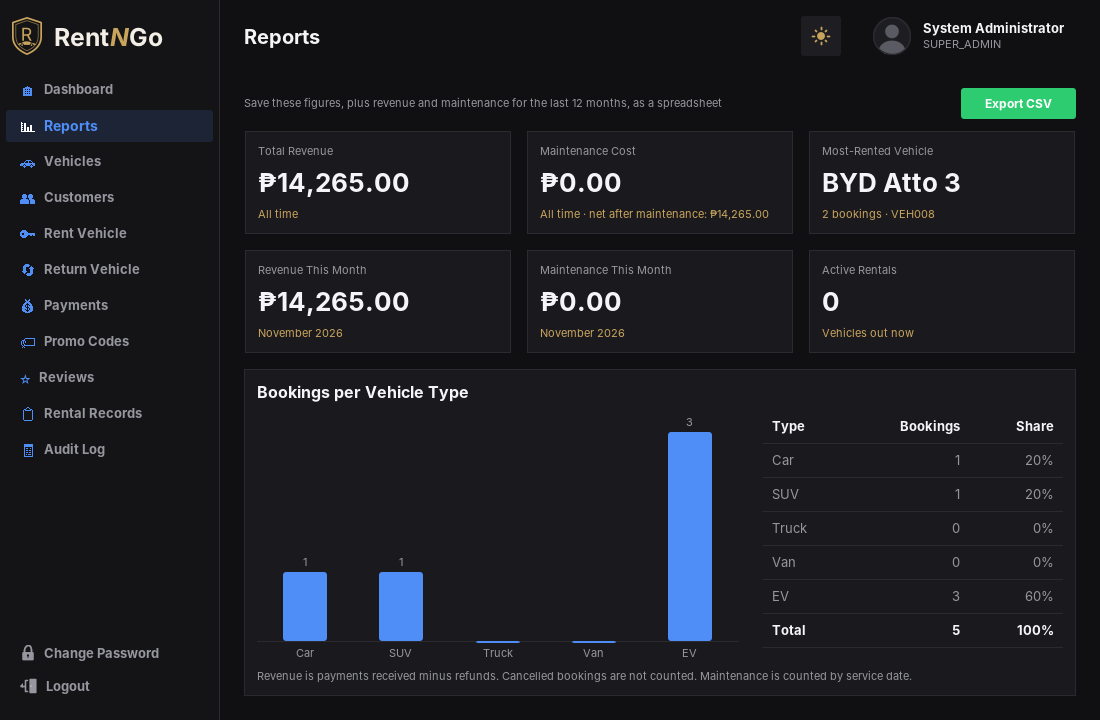 RentNGo
Reports
System Administrator
SUPER_ADMIN
Dashboard
Reports
Vehicles
Customers
Rent Vehicle
Return Vehicle
Payments
Promo Codes
Reviews
Rental Records
Audit Log
Change Password
Logout
Save these figures, plus revenue and maintenance for the last 12 months, as a spreadsheet
Export CSV
Total Revenue
₱14,265.00
All time
Maintenance Cost
₱0.00
All time · net after maintenance: ₱14,265.00
Most-Rented Vehicle
BYD Atto 3
2 bookings · VEH008
Revenue This Month
₱14,265.00
November 2026
Maintenance This Month
₱0.00
November 2026
Active Rentals
0
Vehicles out now
Bookings per Vehicle Type
1
1
3
Car
SUV
Truck
Van
EV
Type Bookings Share
Car 1 20%
SUV 1 20%
Truck 0 0%
Van 0 0%
EV 3 60%
Total 5 100%
Revenue is payments received minus refunds. Cancelled bookings are not counted. Maintenance is counted by service date.